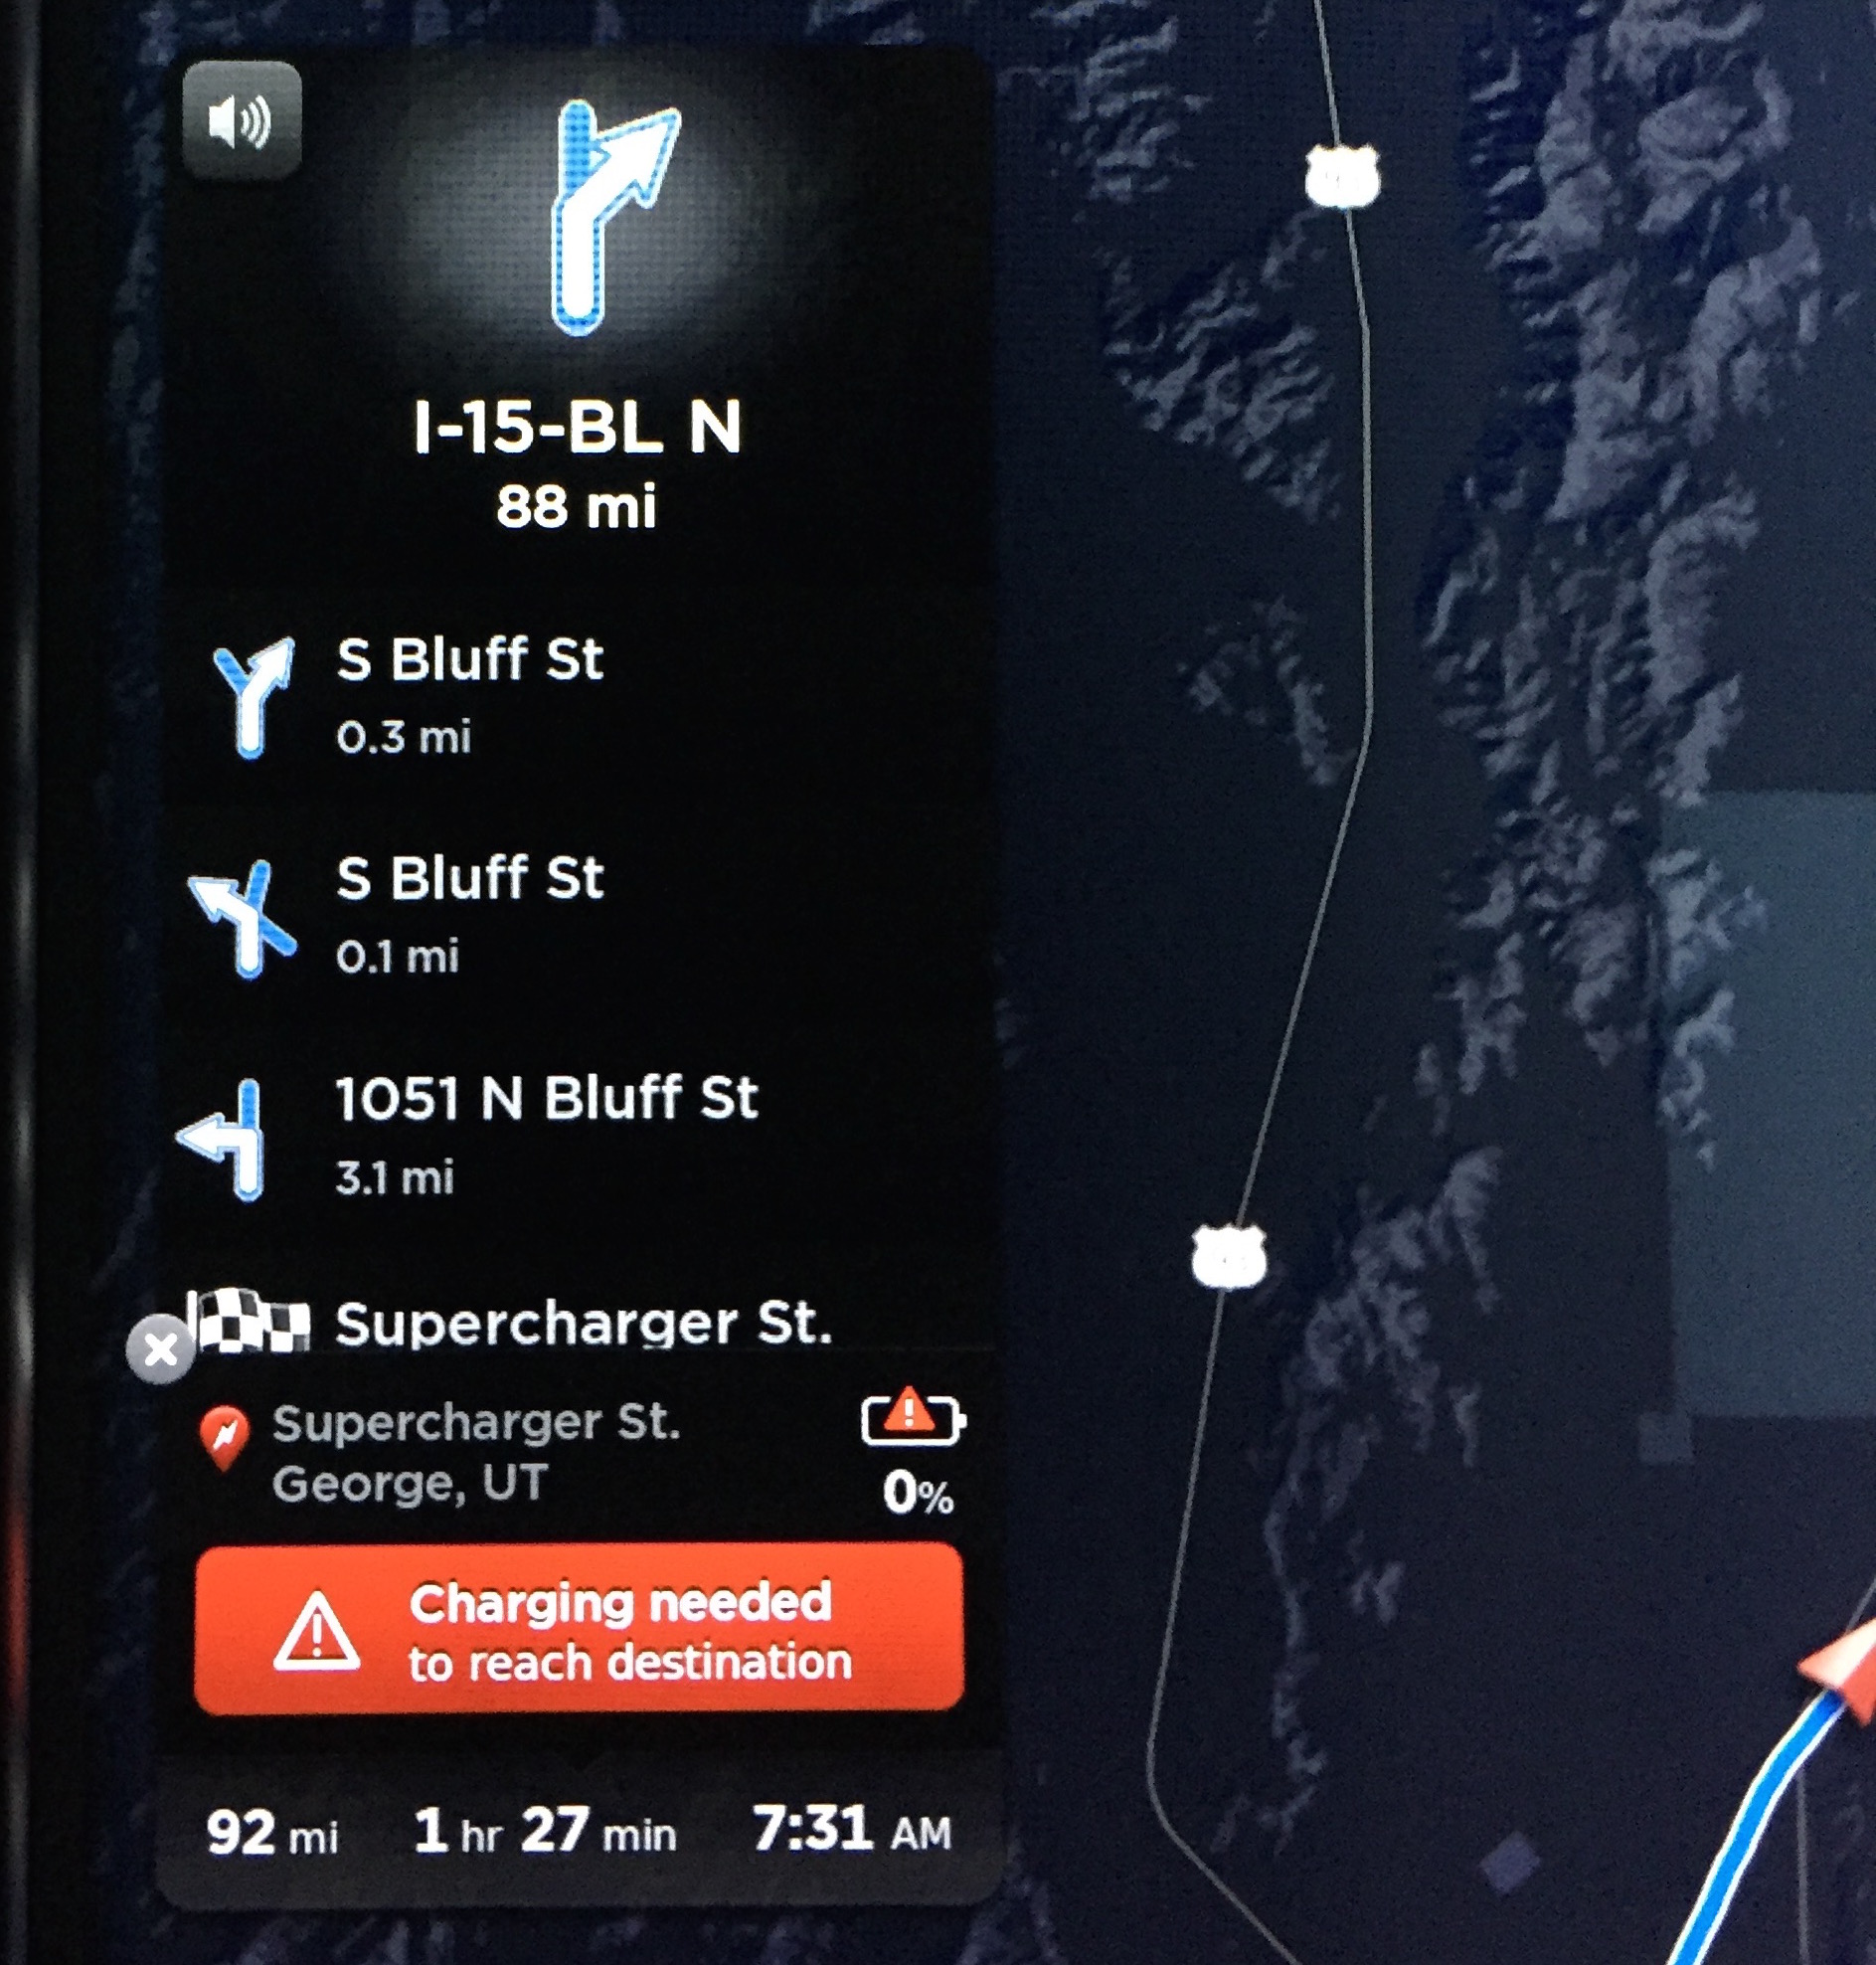 I-15-BL N
88 mi
S Bluff St
0.3 mi
S Bluff St
0.1 mi
1051 N Bluff St
3.1 mi
Supercharger St.
Supercharger St.
George, UT
0%
Charging needed
to reach destination
92 mi 1 hr 27 min 7:31 AM